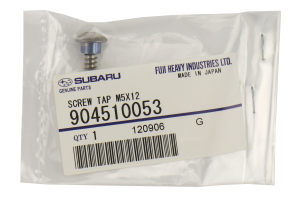 SUBARU
GENUINE PARTS
FUJI HEAVY INDUSTRIES LTD.
MADE IN JAPAN
SCREW TAP M5X12
904510053
QTY 1
120906 G